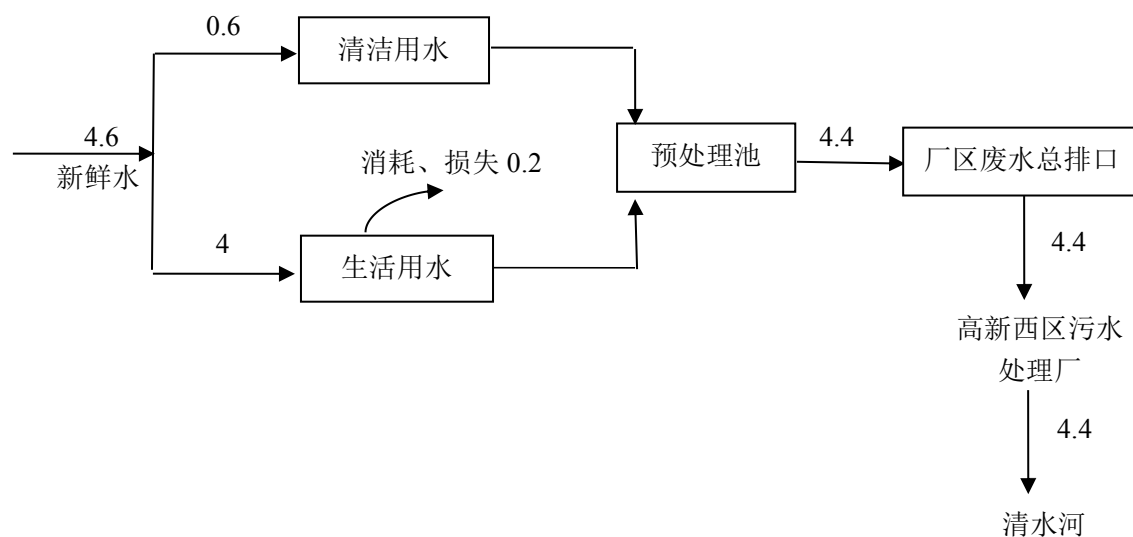 0.6
清洁用水
4.6
新鲜水
消耗、损失 0.2
预处理池
4.4
厂区废水总排口
4
生活用水
4.4
高新西区污水
处理厂
4.4
清水河